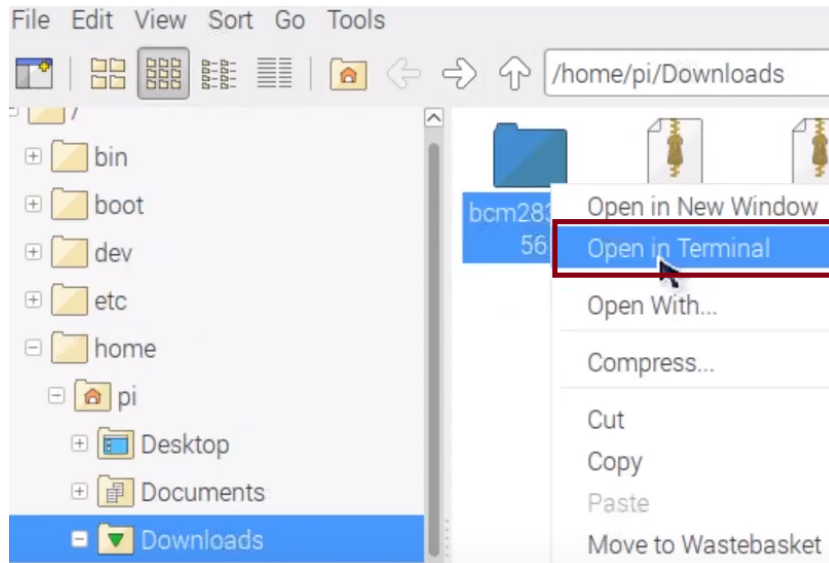 File Edit View Sort Go Tools
/home/pi/Downloads
/
bin
boot
dev
etc
home
pi
Desktop
Documents
Downloads
56
Open in New Window
Open in Terminal
Open With...
Compress...
Cut
Copy
Paste
Move to Wastebasket